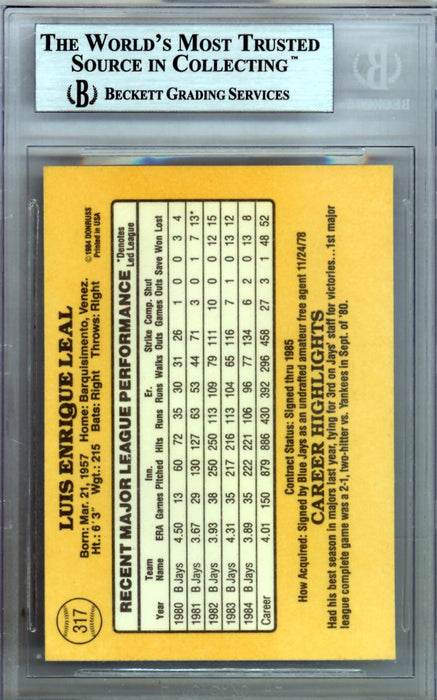 THE WORLD'S MOST TRUSTED
SOURCE IN COLLECTING™
B BECKETT GRADING SERVICES
B
BECKETT
317
LUIS ENRIQUE LEAL
©1984 DONRUSS
Printed in USA
Born: Mar. 21, 1957 Home: Barquisimento, Venez.
Ht.: 6'3" Wgt.: 215 Bats: Right Throws: Right
RECENT MAJOR LEAGUE PERFORMANCE *Denotes Led League
Team Inn. Er. Strike Comp. Shut
Year Name ERA Games Pitched Hits Runs Runs Walks Outs Games Outs Save Won Lost
1980 B Jays 4.50 13 60 72 35 30 31 26 1 0 0 3 4
1981 B Jays 3.67 29 130 127 63 53 44 71 3 0 1 7 13*
1982 B Jays 3.93 38 250 250 113 109 79 111 10 0 0 12 15
1983 B Jays 4.31 35 217 216 113 104 65 116 7 1 0 13 12
1984 B Jays 3.89 35 222 221 106 96 77 134 6 2 0 13 8
Career 4.01 150 879 886 430 392 296 458 27 3 1 48 52
Contract Status: Signed thru 1985
How Acquired: Signed by Blue Jays as an undrafted amateur free agent 11/24/78
CAREER HIGHLIGHTS
Had his best season in majors last year, tying for 3rd on Jays' staff for victories...1st major
league complete game was a 2-1, two-hitter vs. Yankees in Sept. of '80.